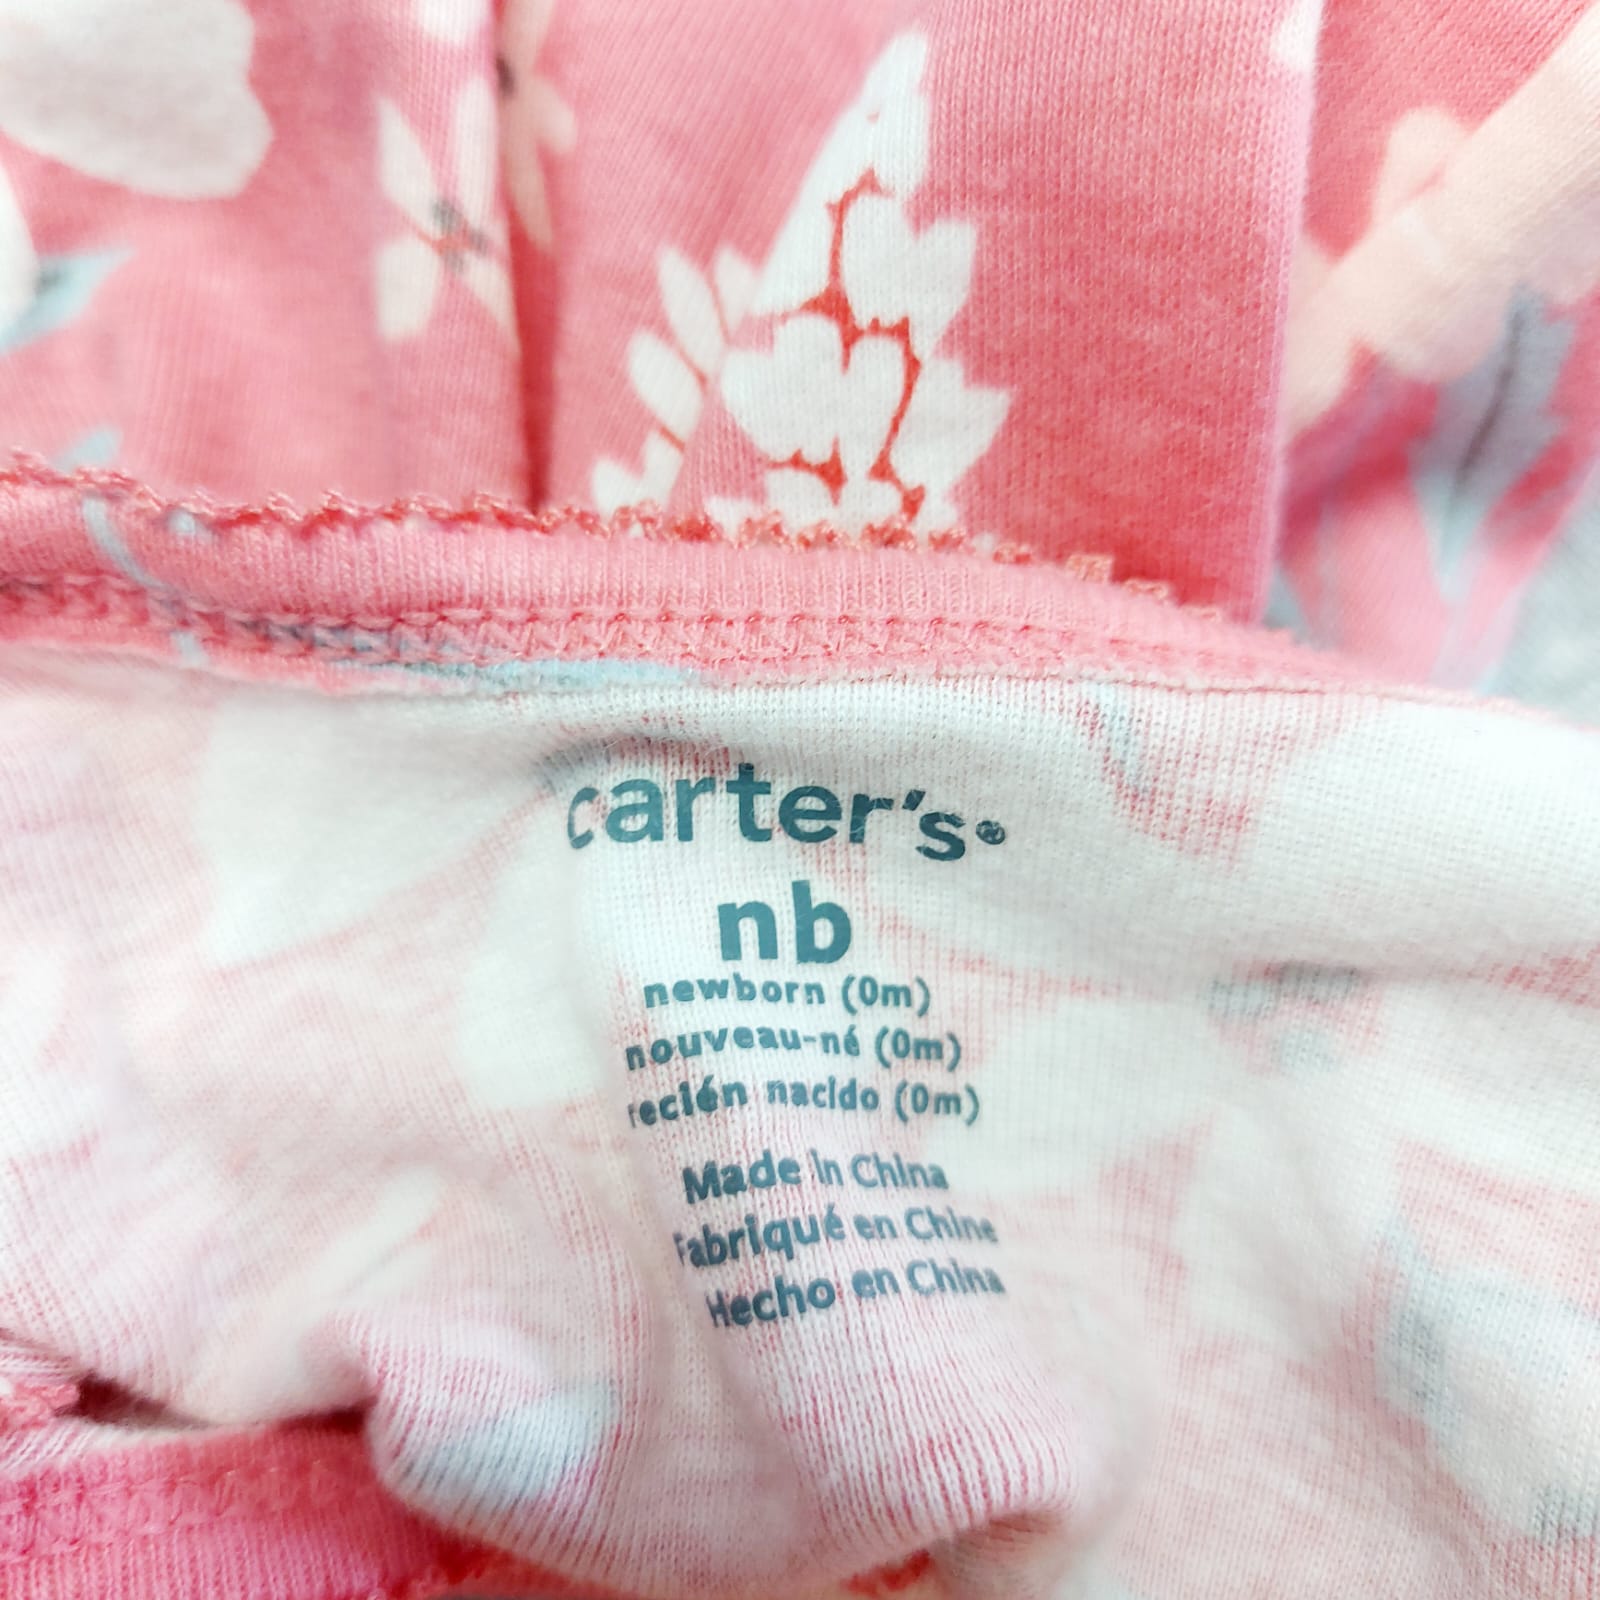 carter's®
nb
newborn (0m)
nouveau-né (0m)
recién nacido (0m)
Made in China
Fabriqué en Chine
Hecho en China